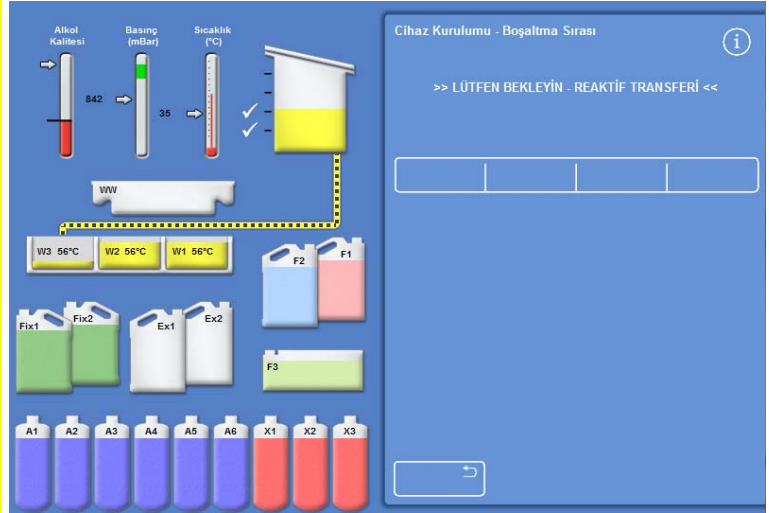 Alkol
Kalitesi
Basınç
(mBar)
Sıcaklık
(°C)
842
35
WW
W3 56°C
W2 56°C
W1 56°C
F2
F1
Fix1
Fix2
Ex1
Ex2
F3
A1
A2
A3
A4
A5
A6
X1
X2
X3
Cihaz Kurulumu - Boşaltma Sırası
i
>> LÜTFEN BEKLEYİN - REAKTİF TRANSFERİ <<